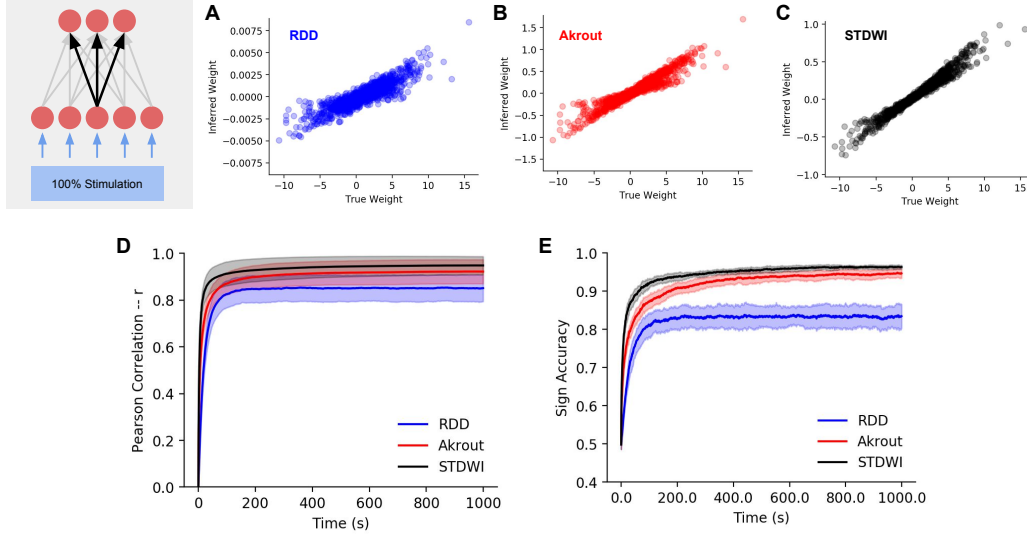 100% Stimulation
A
RDD
0.0075
0.0050
0.0025
0.0000
−0.0025
−0.0050
−0.0075
Inferred Weight
−10 −5 0 5 10 15
True Weight
B
Akrout
1.5
1.0
0.5
0.0
−0.5
−1.0
−1.5
Inferred Weight
−10 −5 0 5 10 15
True Weight
C
STDWI
1.0
0.5
0.0
−0.5
−1.0
Inferred Weight
−10 −5 0 5 10 15
True Weight
D
1.0
0.8
0.6
0.4
0.2
0.0
Pearson Correlation -- r
RDD
Akrout
STDWI
0 200 400 600 800 1000
Time (s)
E
1.0
0.9
0.8
0.7
0.6
0.5
0.4
Sign Accuracy
RDD
Akrout
STDWI
0.0 200.0 400.0 600.0 800.0 1000.0
Time (s)